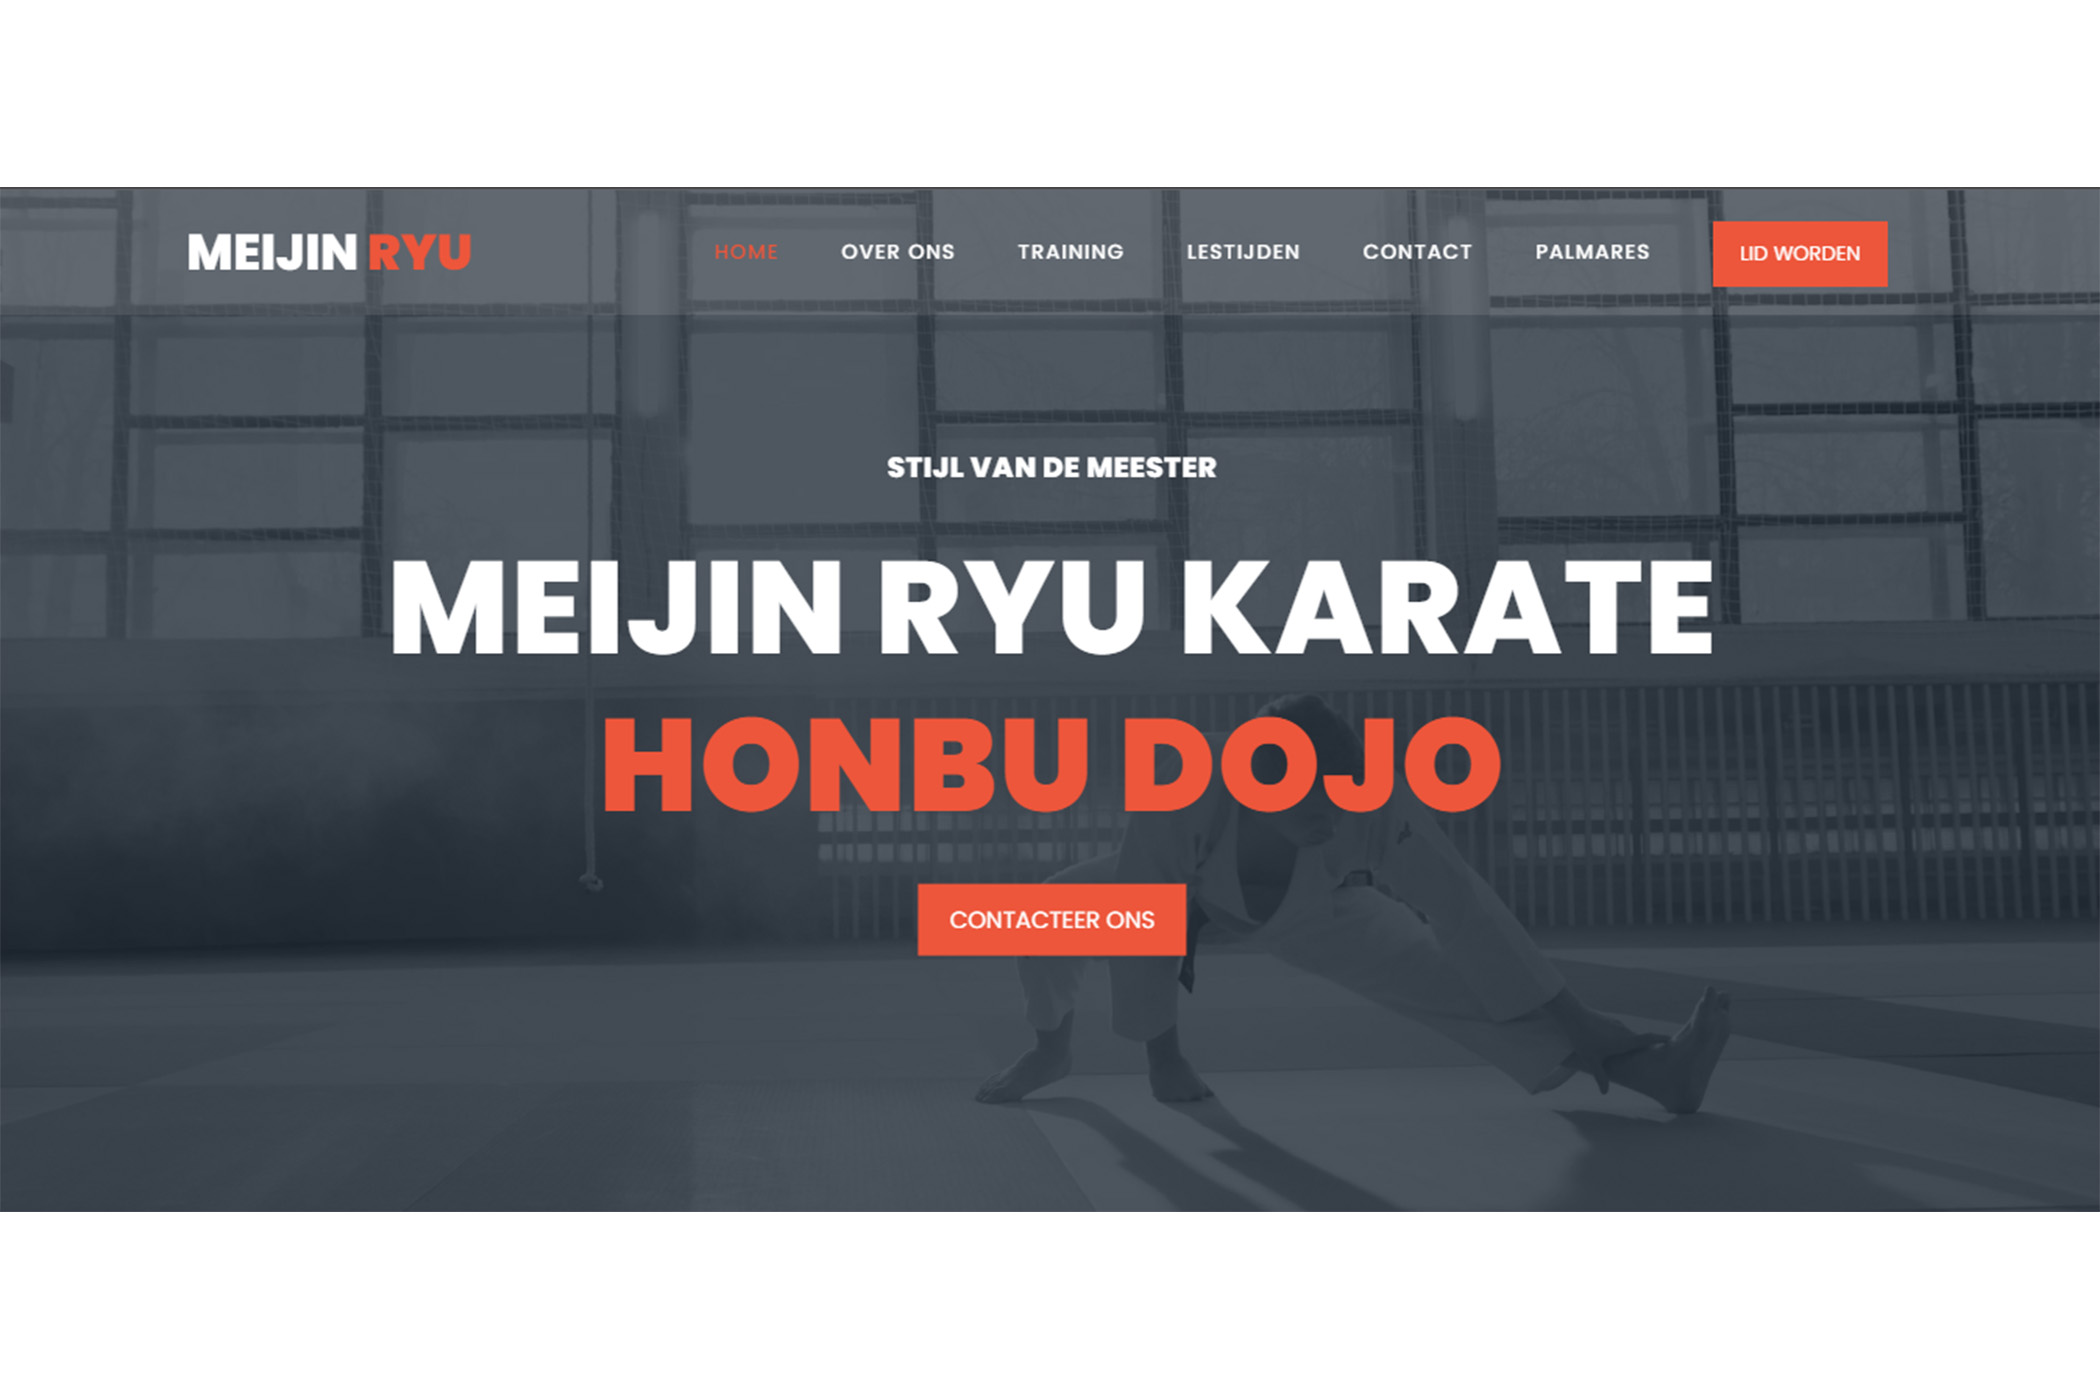 MEIJIN RYU
HOME OVER ONS TRAINING LESTIJDEN CONTACT PALMARES LID WORDEN
STIJL VAN DE MEESTER
MEIJIN RYU KARATE
HONBU DOJO
CONTACTEER ONS